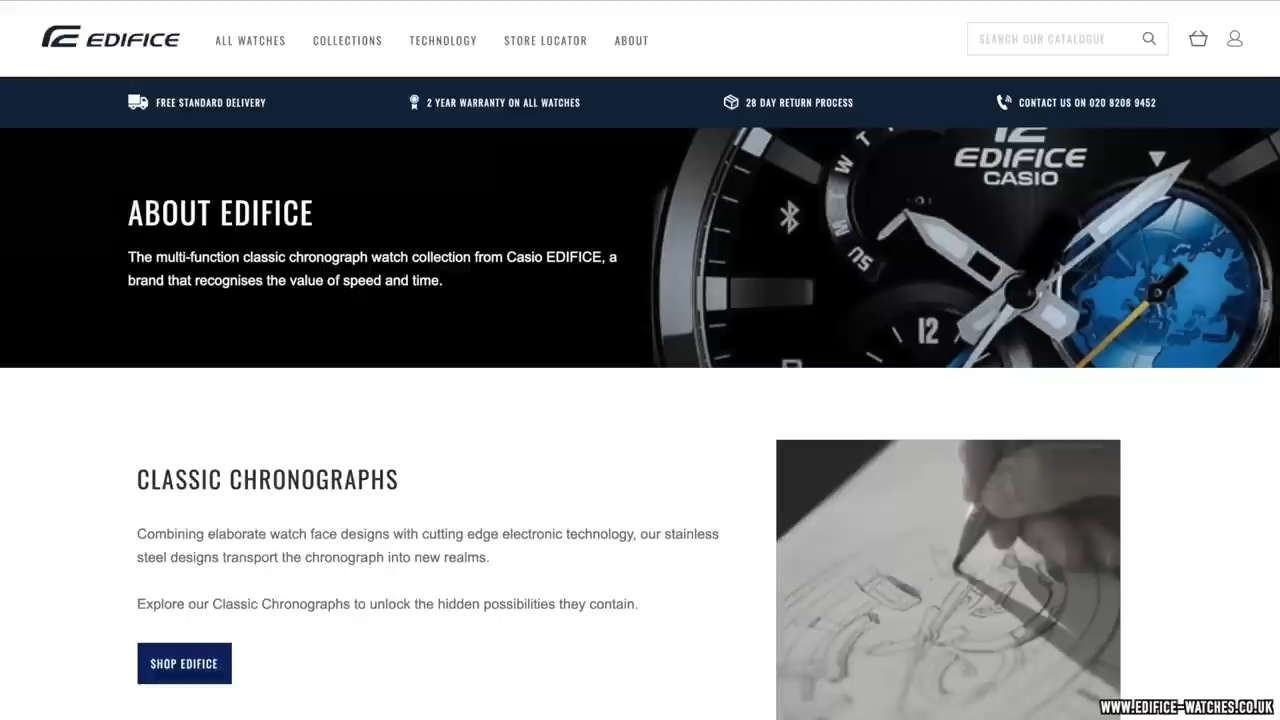 EDIFICE
ALL WATCHES
COLLECTIONS
TECHNOLOGY
STORE LOCATOR
ABOUT
SEARCH OUR CATALOGUE
FREE STANDARD DELIVERY
2 YEAR WARRANTY ON ALL WATCHES
28 DAY RETURN PROCESS
CONTACT US ON 020 8208 9452
ABOUT EDIFICE
The multi-function classic chronograph watch collection from Casio EDIFICE, a
brand that recognises the value of speed and time.
EDIFICE
CASIO
T
T
W
M
SU
12
CLASSIC CHRONOGRAPHS
Combining elaborate watch face designs with cutting edge electronic technology, our stainless
steel designs transport the chronograph into new realms.
Explore our Classic Chronographs to unlock the hidden possibilities they contain.
SHOP EDIFICE
WWW.EDIFICE-WATCHES.CO.UK